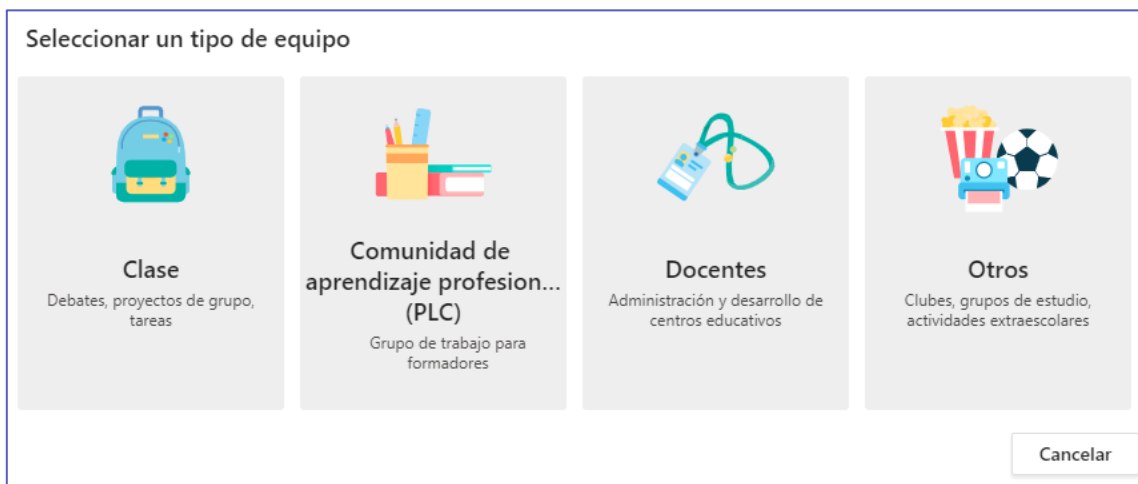 Seleccionar un tipo de equipo
Clase
Debates, proyectos de grupo,
tareas
Comunidad de
aprendizaje profesion...
(PLC)
Grupo de trabajo para
formadores
Docentes
Administración y desarrollo de
centros educativos
Otros
Clubes, grupos de estudio,
actividades extraescolares
Cancelar